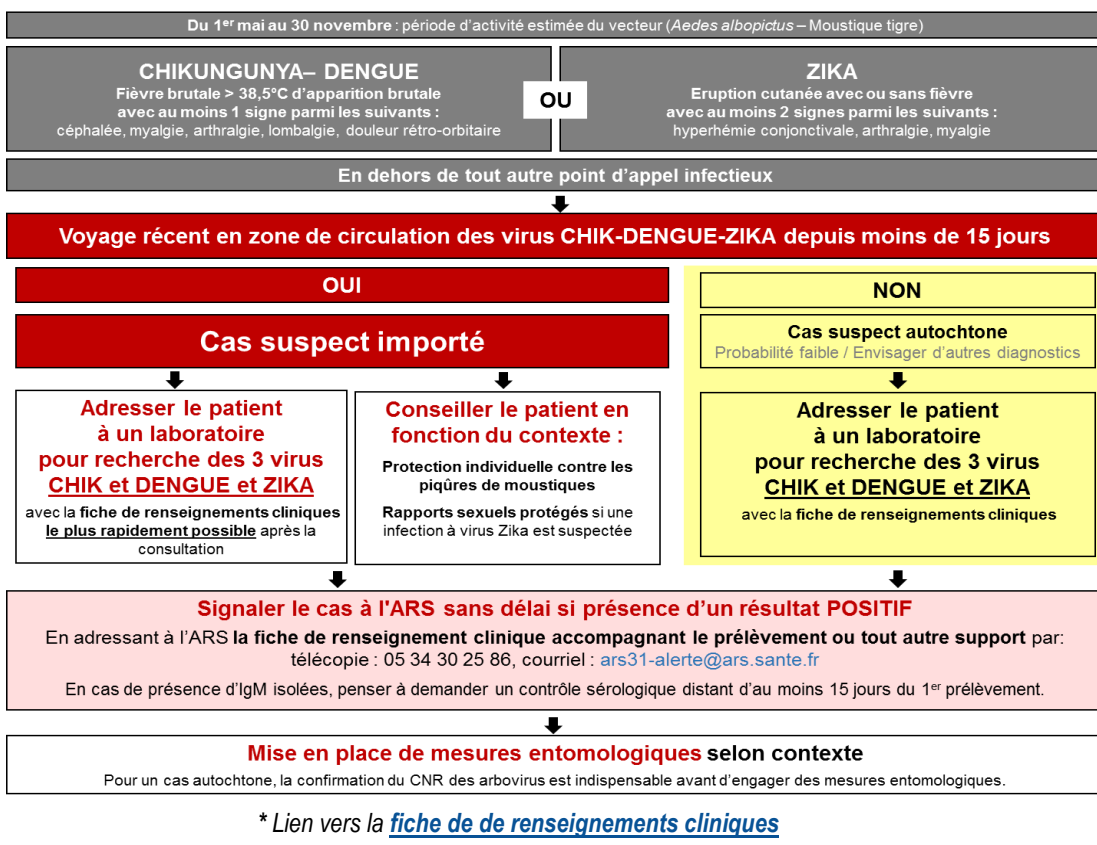 Du 1er mai au 30 novembre : période d'activité estimée du vecteur (Aedes albopictus – Moustique tigre)
CHIKUNGUNYA– DENGUE
Fièvre brutale > 38,5°C d'apparition brutale
avec au moins 1 signe parmi les suivants :
céphalée, myalgie, arthralgie, lombalgie, douleur rétro-orbitaire
OU
ZIKA
Eruption cutanée avec ou sans fièvre
avec au moins 2 signes parmi les suivants :
hyperhémie conjonctivale, arthralgie, myalgie
En dehors de tout autre point d'appel infectieux
Voyage récent en zone de circulation des virus CHIK-DENGUE-ZIKA depuis moins de 15 jours
OUI
Cas suspect importé
Adresser le patient
à un laboratoire
pour recherche des 3 virus
CHIK et DENGUE et ZIKA
avec la fiche de renseignements cliniques
le plus rapidement possible après la
consultation
Conseiller le patient en
fonction du contexte :
Protection individuelle contre les
piqûres de moustiques
Rapports sexuels protégés si une
infection à virus Zika est suspectée
NON
Cas suspect autochtone
Probabilité faible / Envisager d'autres diagnostics
Adresser le patient
à un laboratoire
pour recherche des 3 virus
CHIK et DENGUE et ZIKA
avec la fiche de renseignements cliniques
Signaler le cas à l'ARS sans délai si présence d'un résultat POSITIF
En adressant à l'ARS la fiche de renseignement clinique accompagnant le prélèvement ou tout autre support par:
télécopie : 05 34 30 25 86, courriel : ars31-alerte@ars.sante.fr
En cas de présence d'IgM isolées, penser à demander un contrôle sérologique distant d'au moins 15 jours du 1er prélèvement.
Mise en place de mesures entomologiques selon contexte
Pour un cas autochtone, la confirmation du CNR des arbovirus est indispensable avant d'engager des mesures entomologiques.
* Lien vers la fiche de de renseignements cliniques